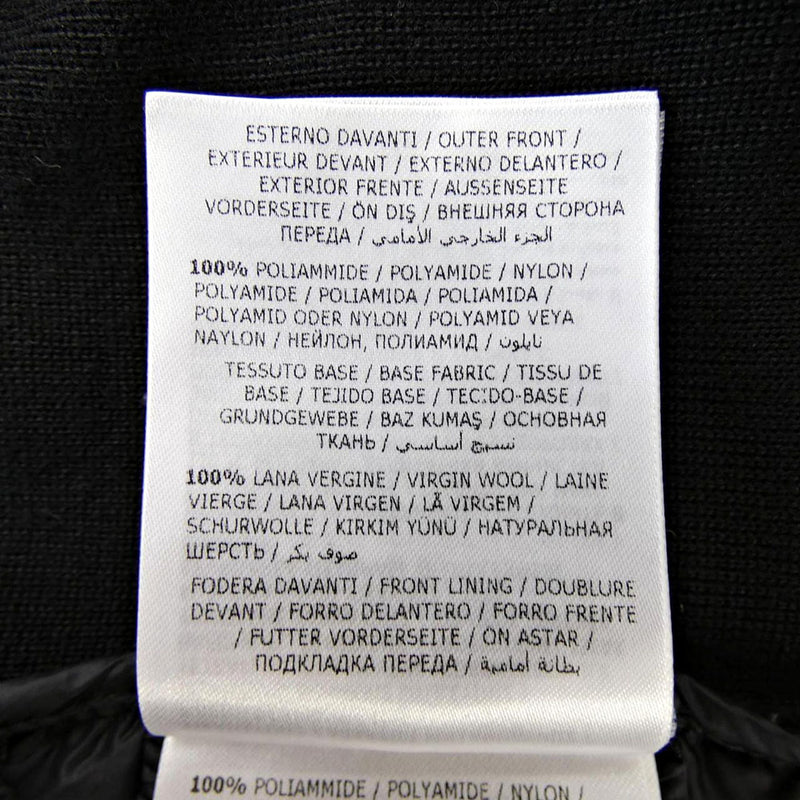 ESTERNO DAVANTI / OUTER FRONT /
EXTERIEUR DEVANT / EXTERNO DELANTERO /
EXTERIOR FRENTE / AUSSENSEITE
VORDERSEITE / ÖN DIŞ / ВНЕШНЯЯ СТОРОНА
ПЕРЕДА / الجزء الخارجي الأمامي
100% POLIAMMIDE / POLYAMIDE / NYLON /
POLYAMIDE / POLIAMIDA / POLIAMIDA /
POLYAMID ODER NYLON / POLYAMID VEYA
NAYLON / НЕЙЛОН, ПОЛИАМИД / نايلون
TESSUTO BASE / BASE FABRIC / TISSU DE
BASE / TEJIDO BASE / TECIDO-BASE /
GRUNDGEWEBE / BAZ KUMAŞ / ОСНОВНАЯ
ТКАНЬ / نسيج أساسي
100% LANA VERGINE / VIRGIN WOOL / LAINE
VIERGE / LANA VIRGEN / LÃ VIRGEM /
SCHURWOLLE / KIRKIM YÜNÜ / НАТУРАЛЬНАЯ
ШЕРСТЬ / صوف بكر
FODERA DAVANTI / FRONT LINING / DOUBLURE
DEVANT / FORRO DELANTERO / FORRO FRENTE
/ FUTTER VORDERSEITE / ÖN ASTAR /
ПОДКЛАДКА ПЕРЕДА / بطانة أمامية
100% POLIAMMIDE / POLYAMIDE / NYLON /